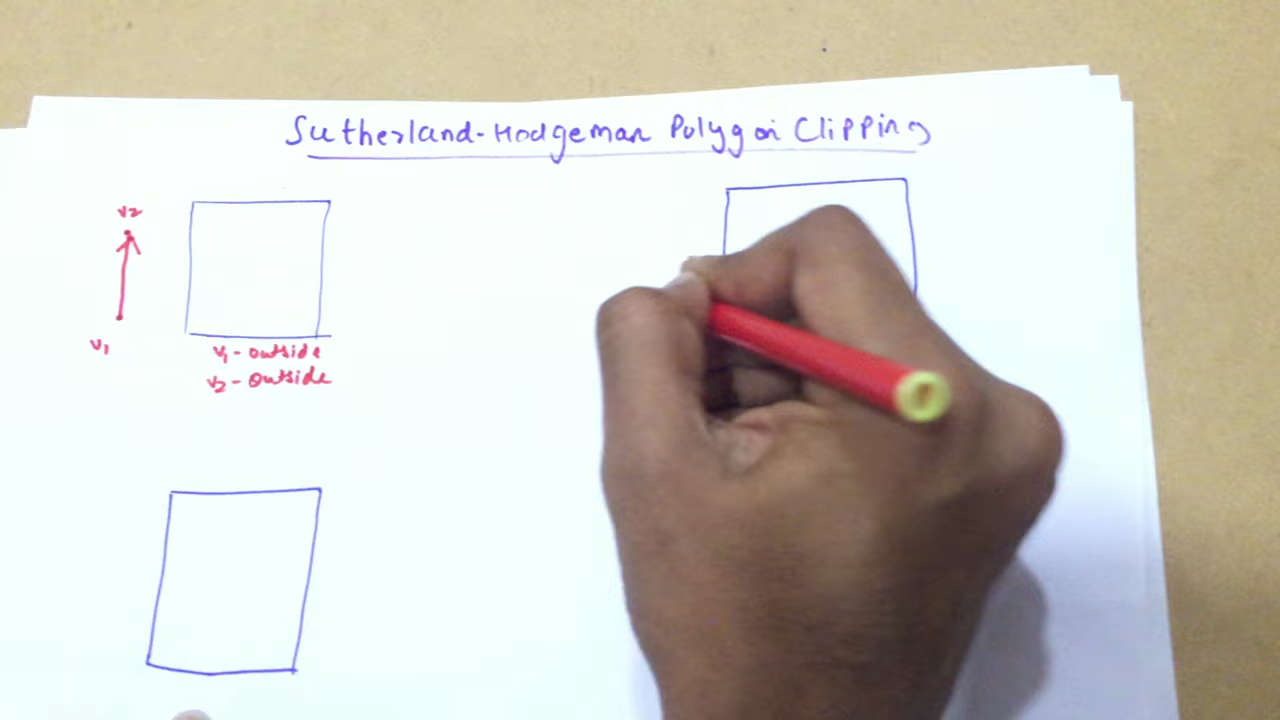 Sutherland-Hodgeman Polygon Clipping
v2
v1
v1 - outside
v2 - outside